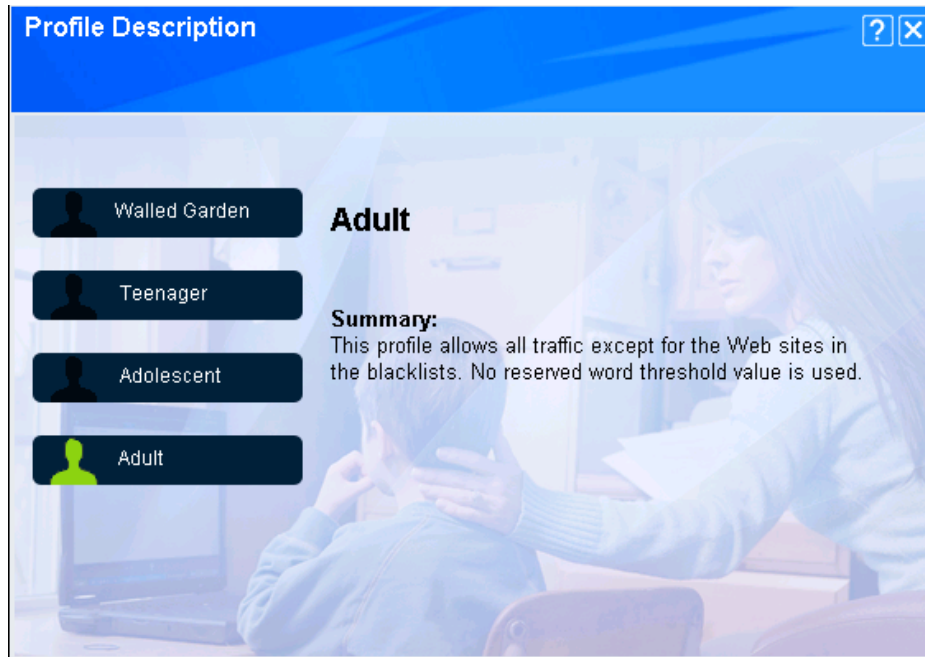 Profile Description
?
Walled Garden
Teenager
Adolescent
Adult
Adult
Summary:
This profile allows all traffic except for the Web sites in
the blacklists. No reserved word threshold value is used.